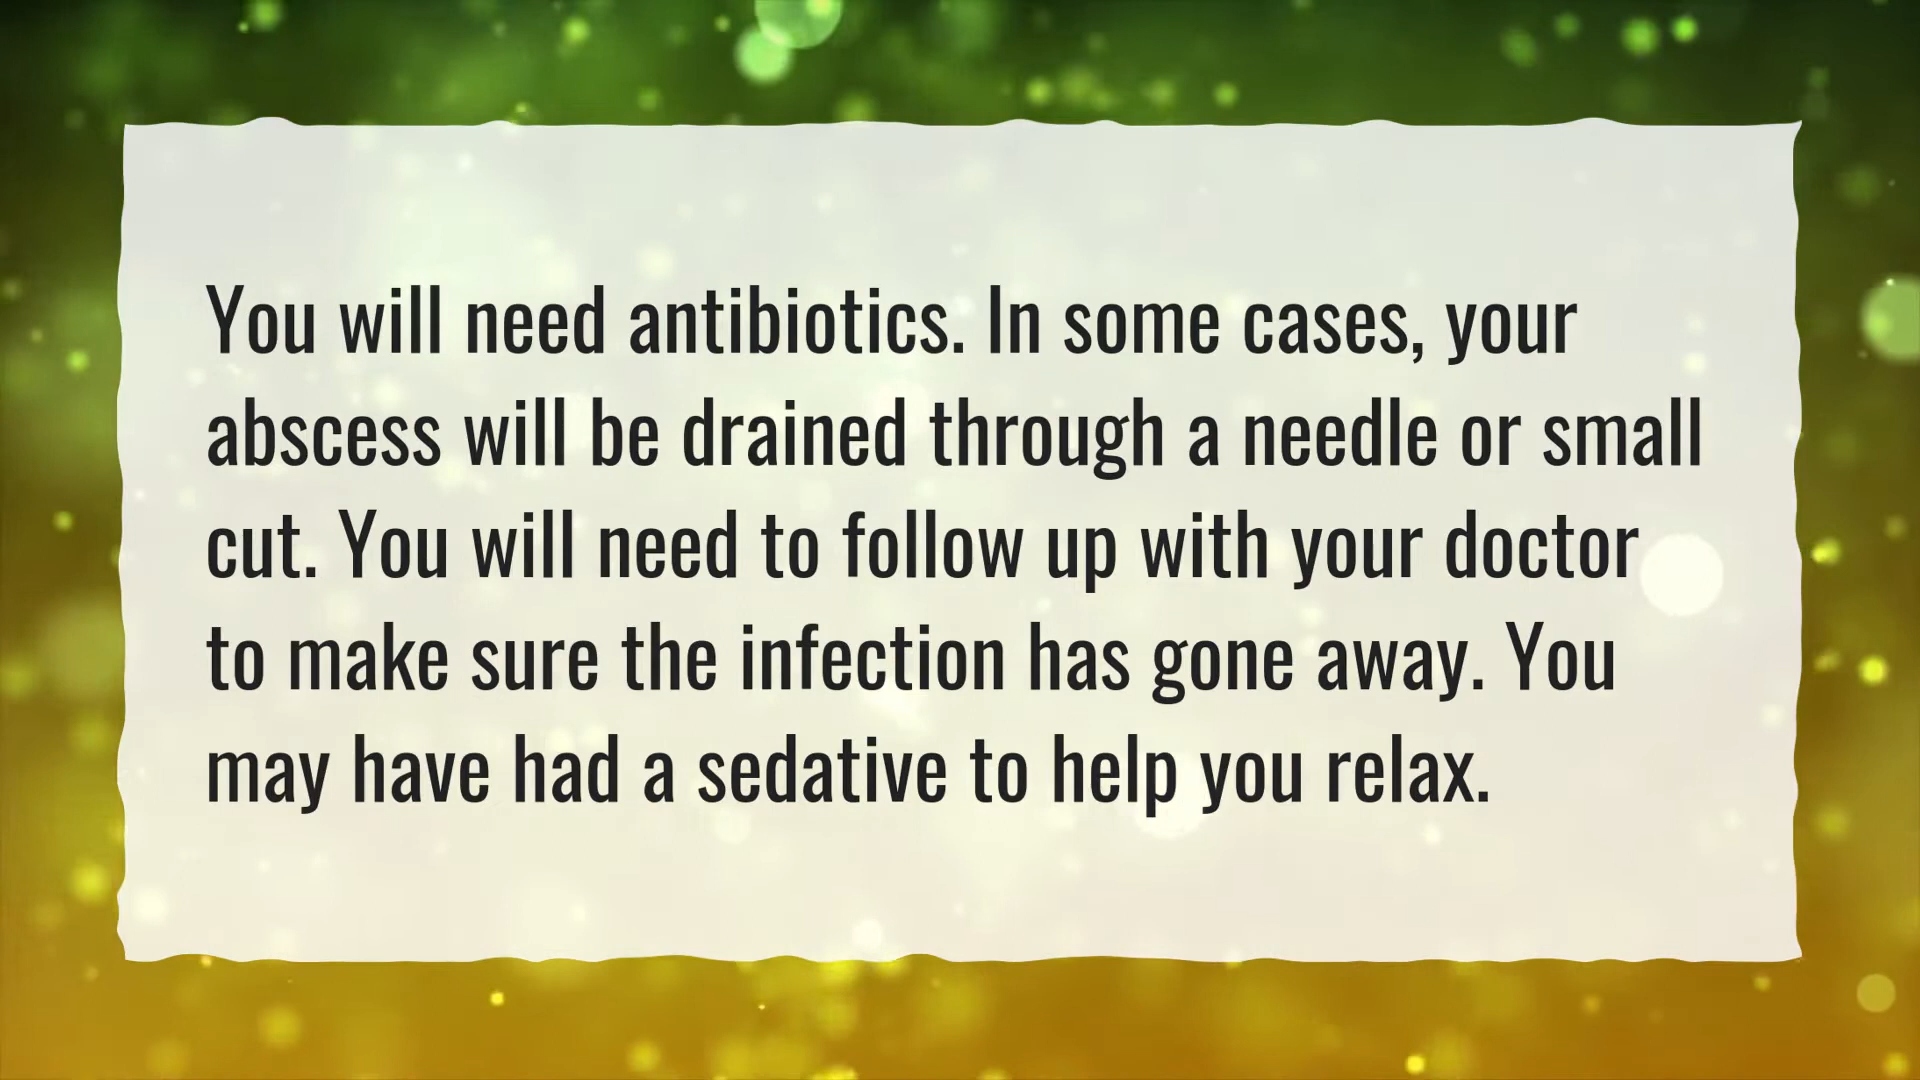 You will need antibiotics. In some cases, your
abscess will be drained through a needle or small
cut. You will need to follow up with your doctor
to make sure the infection has gone away. You
may have had a sedative to help you relax.